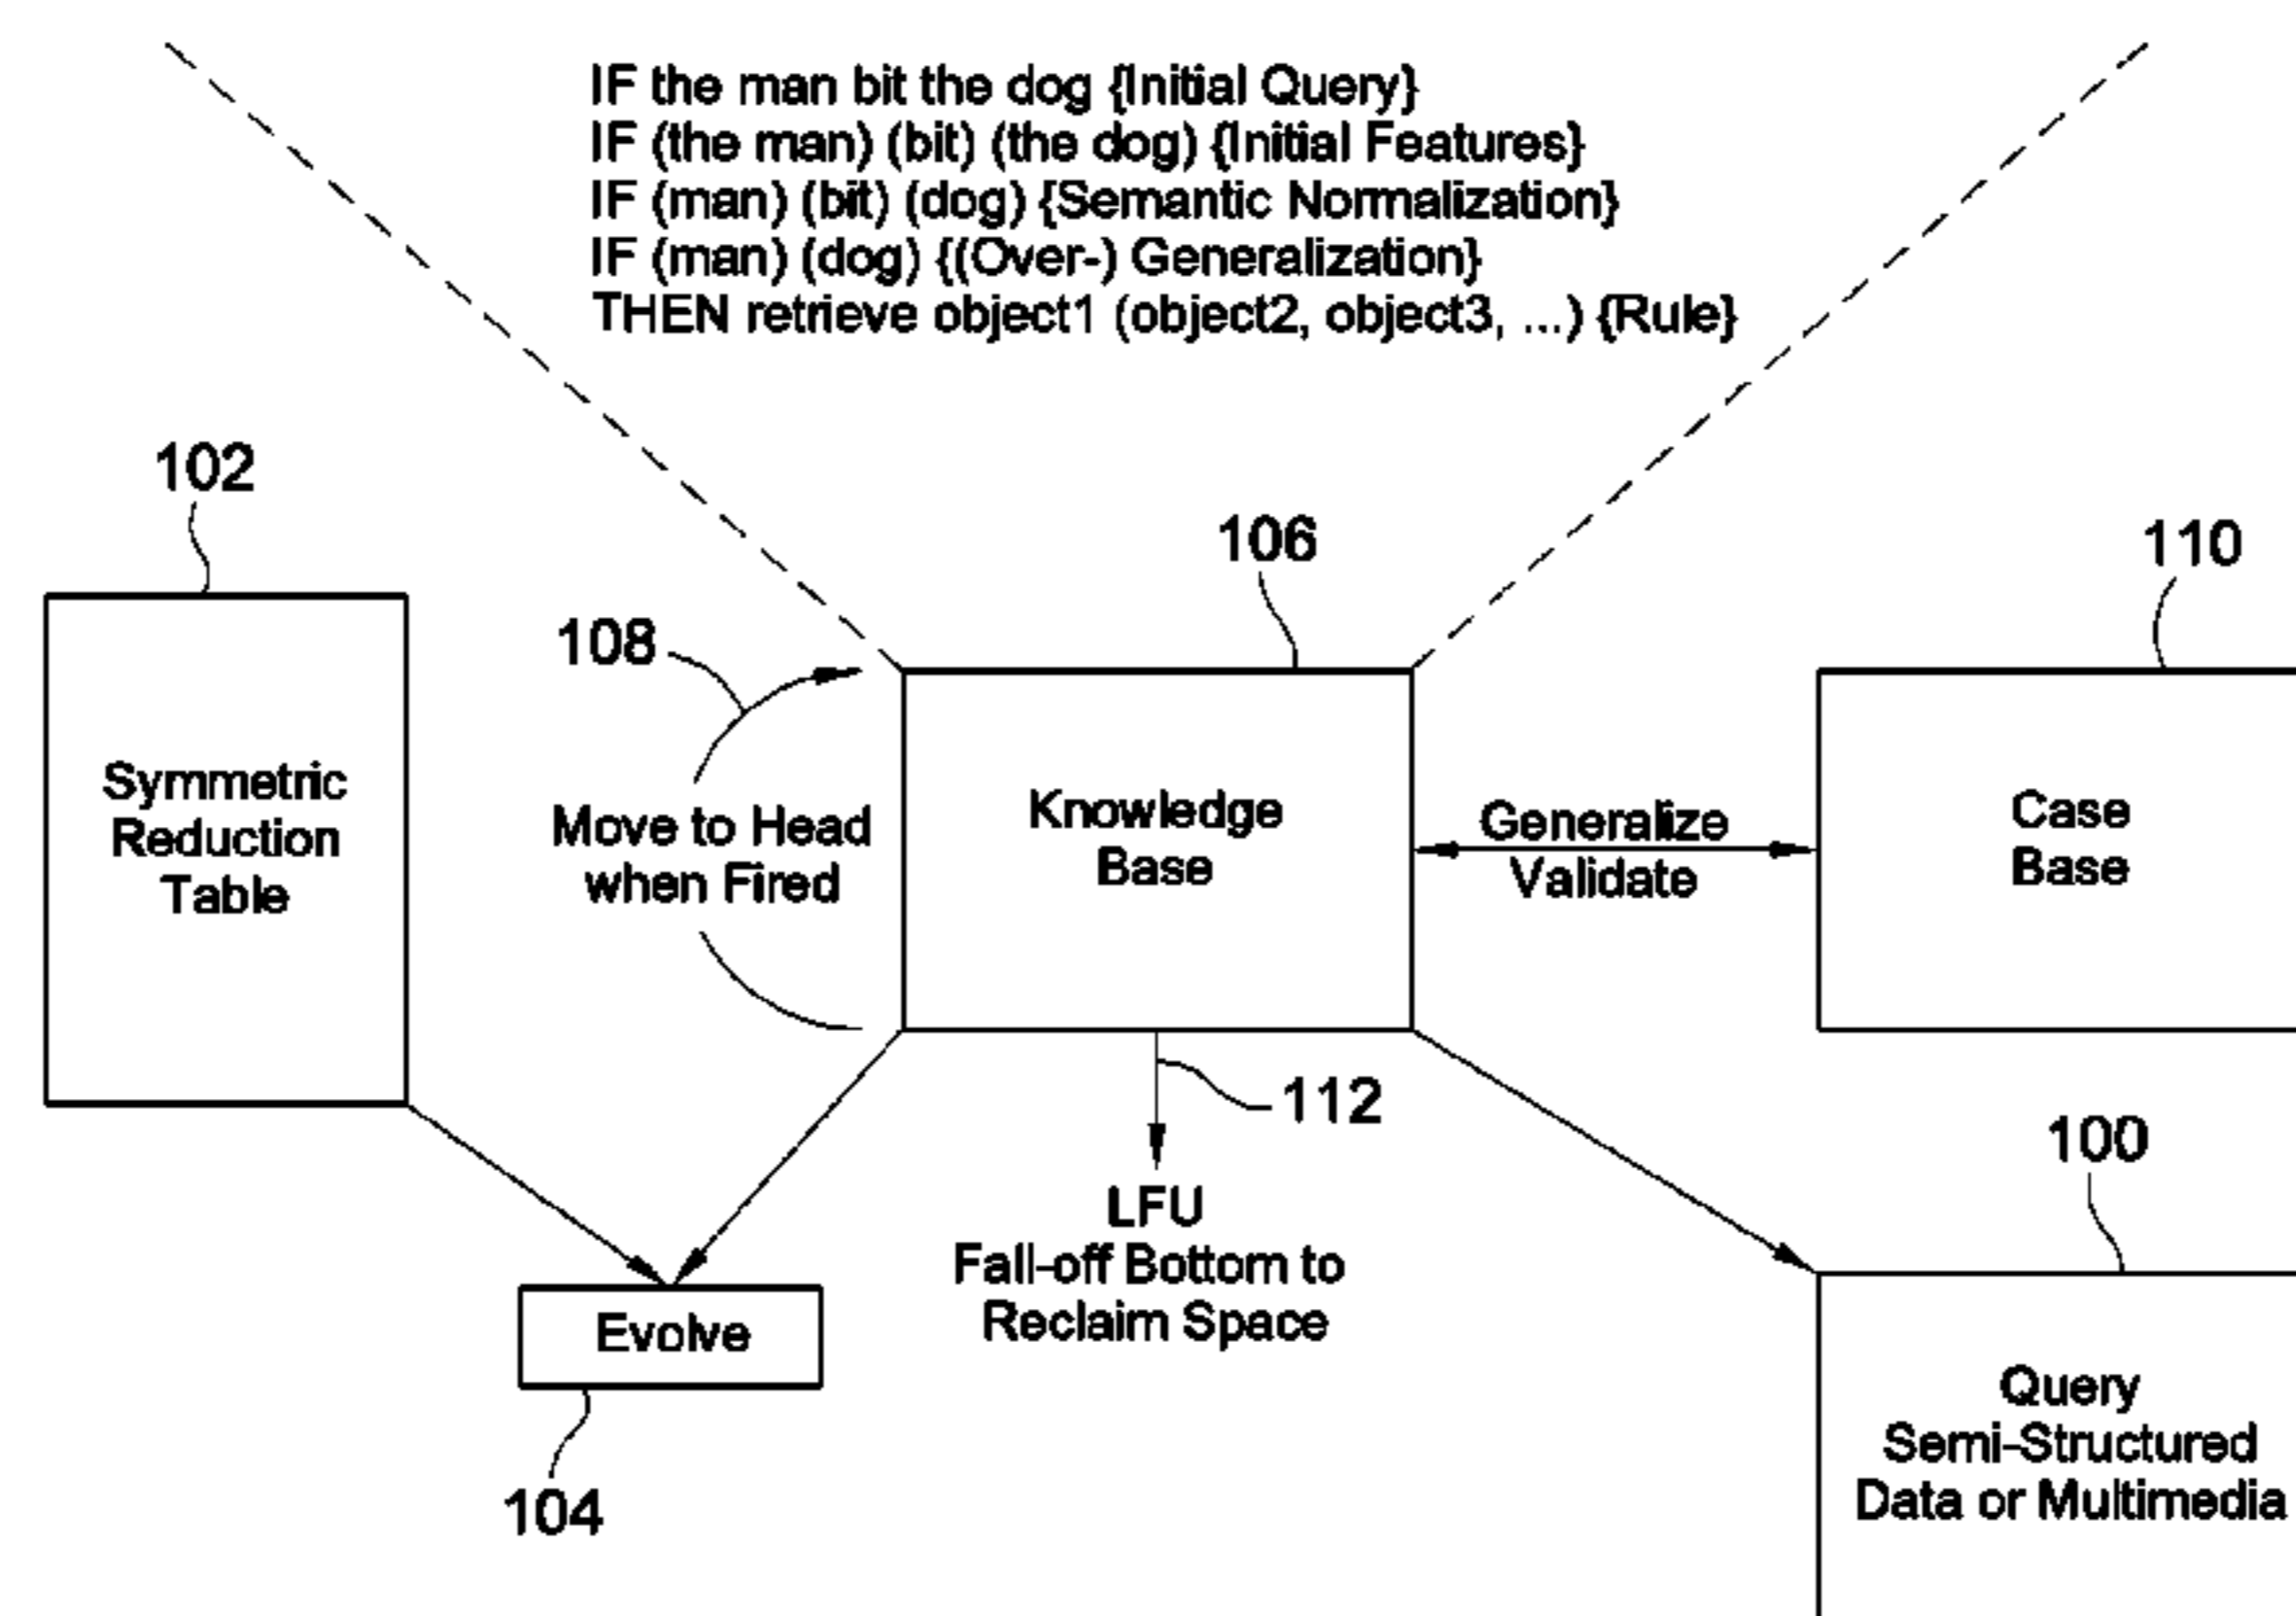 IF the man bit the dog {Initial Query}
IF (the man) (bit) (the dog) {Initial Features}
IF (man) (bit) (dog) {Semantic Normalization}
IF (man) (dog) {(Over-) Generalization}
THEN retrieve object1 (object2, object3, ...) {Rule}
102
106
110
108
Symmetric
Reduction
Table
Move to Head
when Fired
Knowledge
Base
Generalize
Validate
Case
Base
112
100
LFU
Fall-off Bottom to
Reclaim Space
Evolve
104
Query
Semi-Structured
Data or Multimedia